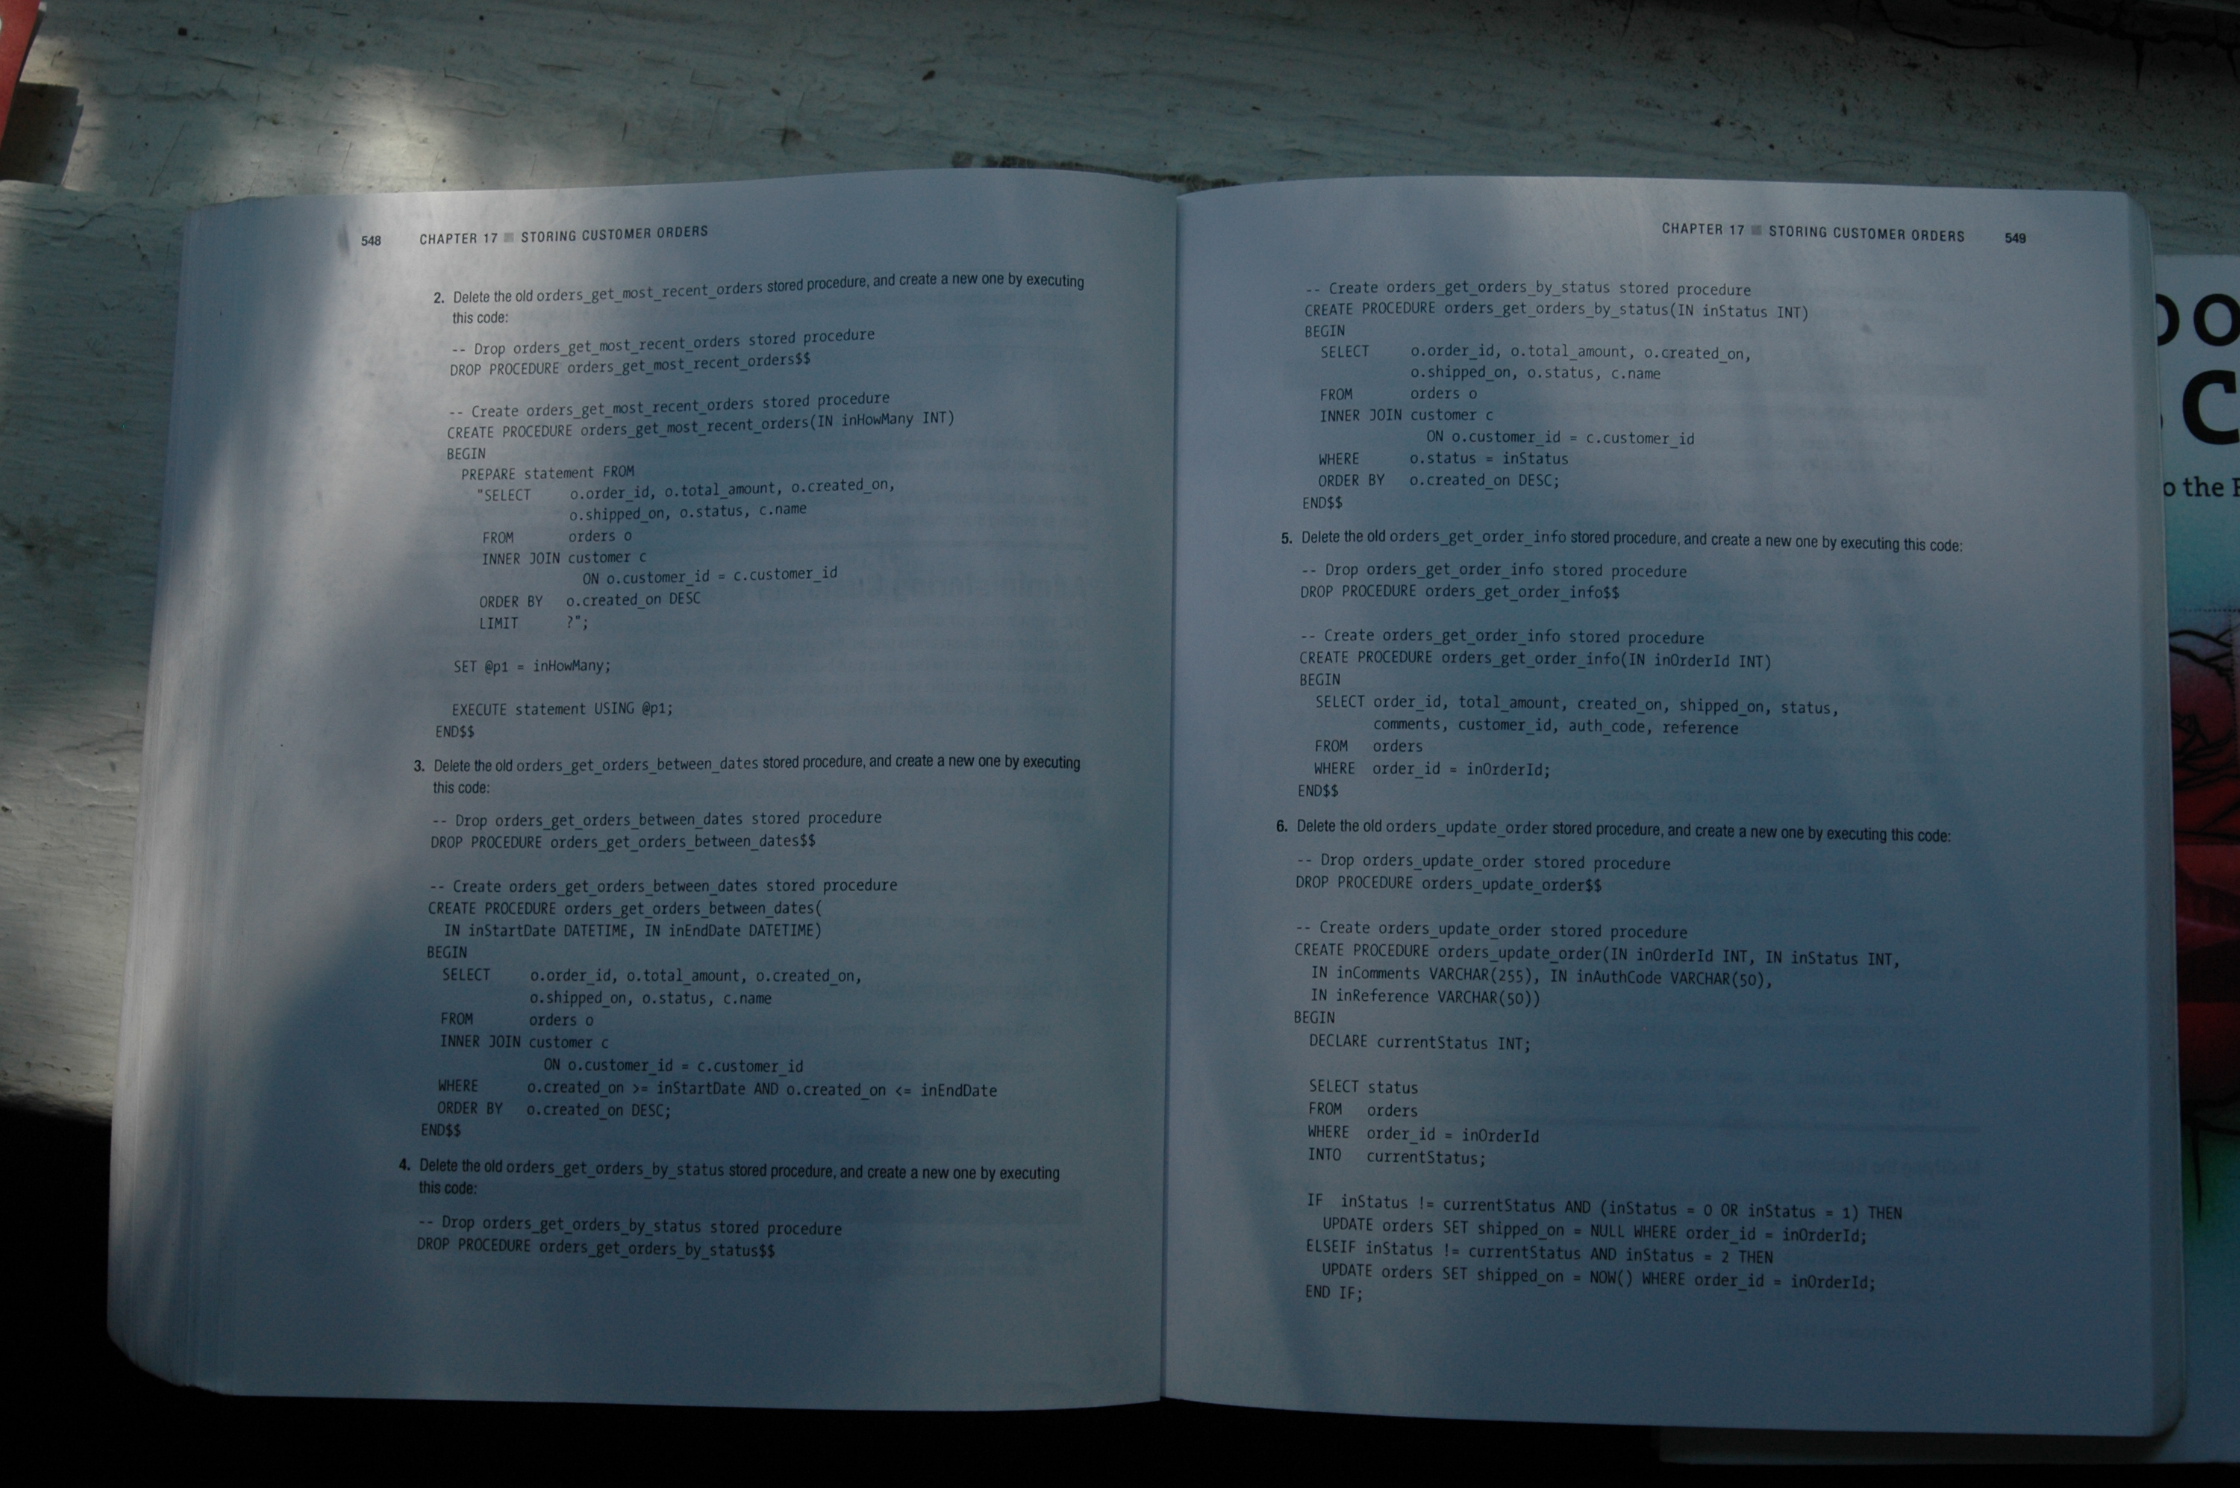 548 CHAPTER 17 ■ STORING CUSTOMER ORDERS
2. Delete the old orders_get_most_recent_orders stored procedure, and create a new one by executing
this code:
-- Drop orders_get_most_recent_orders stored procedure
DROP PROCEDURE orders_get_most_recent_orders$$
-- Create orders_get_most_recent_orders stored procedure
CREATE PROCEDURE orders_get_most_recent_orders(IN inHowMany INT)
BEGIN
PREPARE statement FROM
"SELECT o.order_id, o.total_amount, o.created_on,
o.shipped_on, o.status, c.name
FROM orders o
INNER JOIN customer c
ON o.customer_id = c.customer_id
ORDER BY o.created_on DESC
LIMIT ?";
SET @p1 = inHowMany;
EXECUTE statement USING @p1;
END$$
3. Delete the old orders_get_orders_between_dates stored procedure, and create a new one by executing
this code:
-- Drop orders_get_orders_between_dates stored procedure
DROP PROCEDURE orders_get_orders_between_dates$$
-- Create orders_get_orders_between_dates stored procedure
CREATE PROCEDURE orders_get_orders_between_dates(
IN inStartDate DATETIME, IN inEndDate DATETIME)
BEGIN
SELECT o.order_id, o.total_amount, o.created_on,
o.shipped_on, o.status, c.name
FROM orders o
INNER JOIN customer c
ON o.customer_id = c.customer_id
WHERE o.created_on >= inStartDate AND o.created_on <= inEndDate
ORDER BY o.created_on DESC;
END$$
4. Delete the old orders_get_orders_by_status stored procedure, and create a new one by executing
this code:
-- Drop orders_get_orders_by_status stored procedure
DROP PROCEDURE orders_get_orders_by_status$$
CHAPTER 17 ■ STORING CUSTOMER ORDERS 549
-- Create orders_get_orders_by_status stored procedure
CREATE PROCEDURE orders_get_orders_by_status(IN inStatus INT)
BEGIN
SELECT o.order_id, o.total_amount, o.created_on,
o.shipped_on, o.status, c.name
FROM orders o
INNER JOIN customer c
ON o.customer_id = c.customer_id
WHERE o.status = inStatus
ORDER BY o.created_on DESC;
END$$
5. Delete the old orders_get_order_info stored procedure, and create a new one by executing this code:
-- Drop orders_get_order_info stored procedure
DROP PROCEDURE orders_get_order_info$$
-- Create orders_get_order_info stored procedure
CREATE PROCEDURE orders_get_order_info(IN inOrderId INT)
BEGIN
SELECT order_id, total_amount, created_on, shipped_on, status,
comments, customer_id, auth_code, reference
FROM orders
WHERE order_id = inOrderId;
END$$
6. Delete the old orders_update_order stored procedure, and create a new one by executing this code:
-- Drop orders_update_order stored procedure
DROP PROCEDURE orders_update_order$$
-- Create orders_update_order stored procedure
CREATE PROCEDURE orders_update_order(IN inOrderId INT, IN inStatus INT,
IN inComments VARCHAR(255), IN inAuthCode VARCHAR(50),
IN inReference VARCHAR(50))
BEGIN
DECLARE currentStatus INT;
SELECT status
FROM orders
WHERE order_id = inOrderId
INTO currentStatus;
IF inStatus != currentStatus AND (inStatus = 0 OR inStatus = 1) THEN
UPDATE orders SET shipped_on = NULL WHERE order_id = inOrderId;
ELSEIF inStatus != currentStatus AND inStatus = 2 THEN
UPDATE orders SET shipped_on = NOW() WHERE order_id = inOrderId;
END IF;
o the